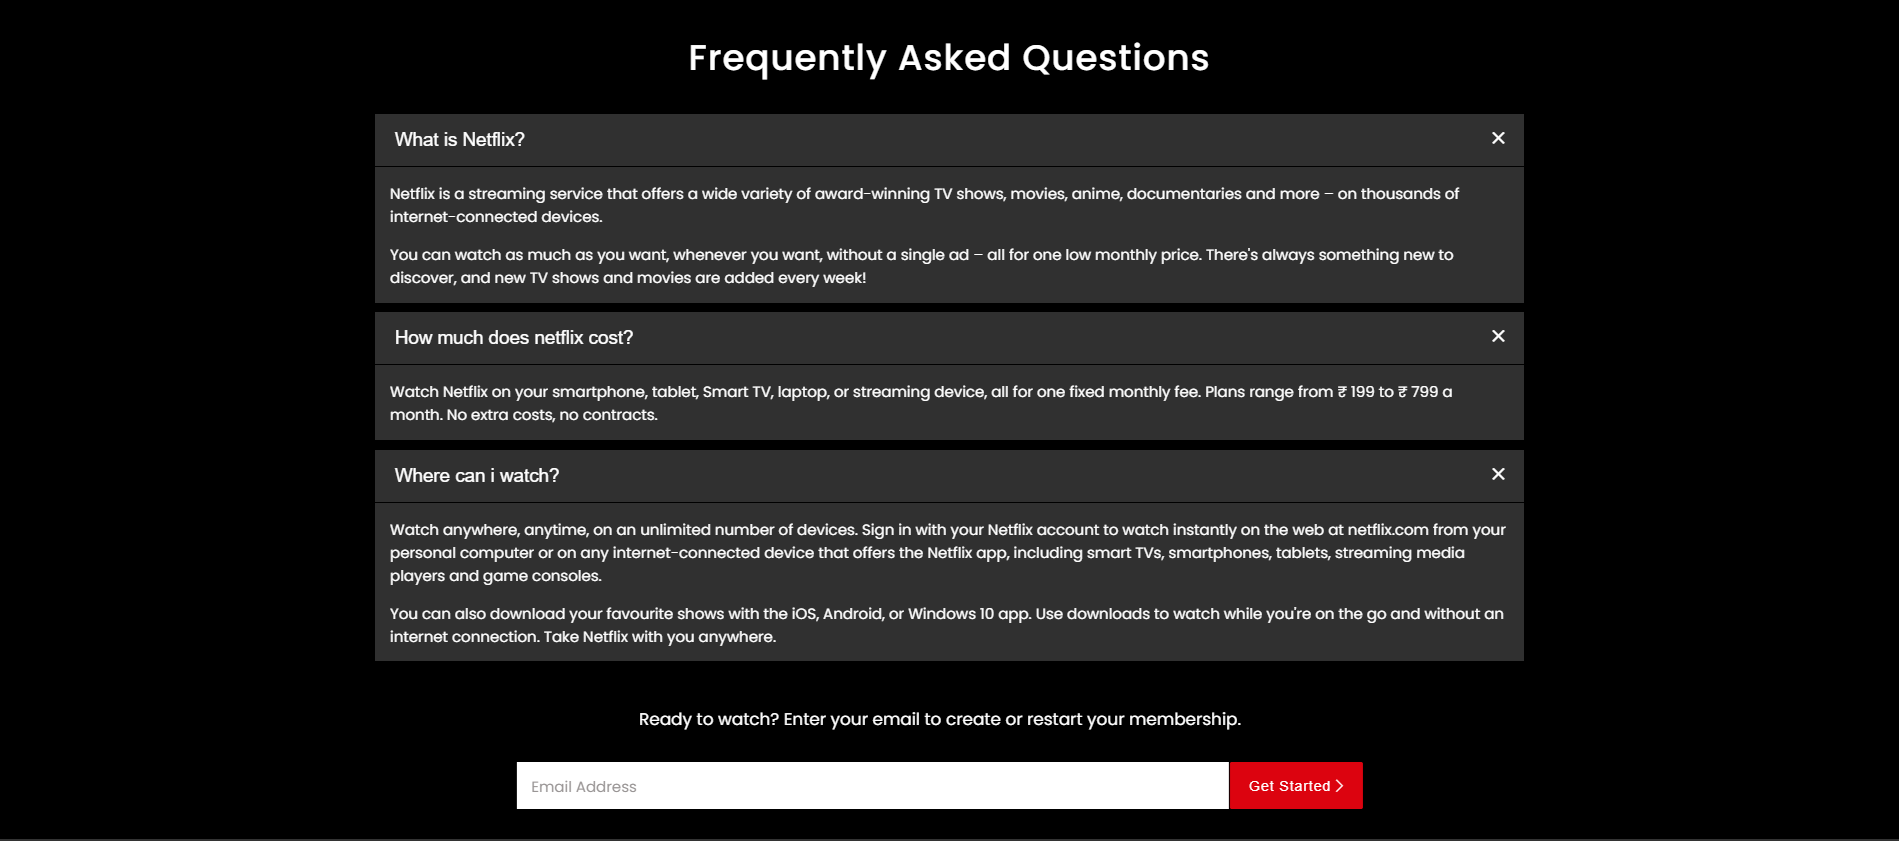 Frequently Asked Questions
What is Netflix?
Netflix is a streaming service that offers a wide variety of award-winning TV shows, movies, anime, documentaries and more – on thousands of
internet-connected devices.
You can watch as much as you want, whenever you want, without a single ad – all for one low monthly price. There's always something new to
discover, and new TV shows and movies are added every week!
How much does netflix cost?
Watch Netflix on your smartphone, tablet, Smart TV, laptop, or streaming device, all for one fixed monthly fee. Plans range from ₹ 199 to ₹ 799 a
month. No extra costs, no contracts.
Where can i watch?
Watch anywhere, anytime, on an unlimited number of devices. Sign in with your Netflix account to watch instantly on the web at netflix.com from your
personal computer or on any internet-connected device that offers the Netflix app, including smart TVs, smartphones, tablets, streaming media
players and game consoles.
You can also download your favourite shows with the iOS, Android, or Windows 10 app. Use downloads to watch while you're on the go and without an
internet connection. Take Netflix with you anywhere.
Ready to watch? Enter your email to create or restart your membership.
Email Address
Get Started